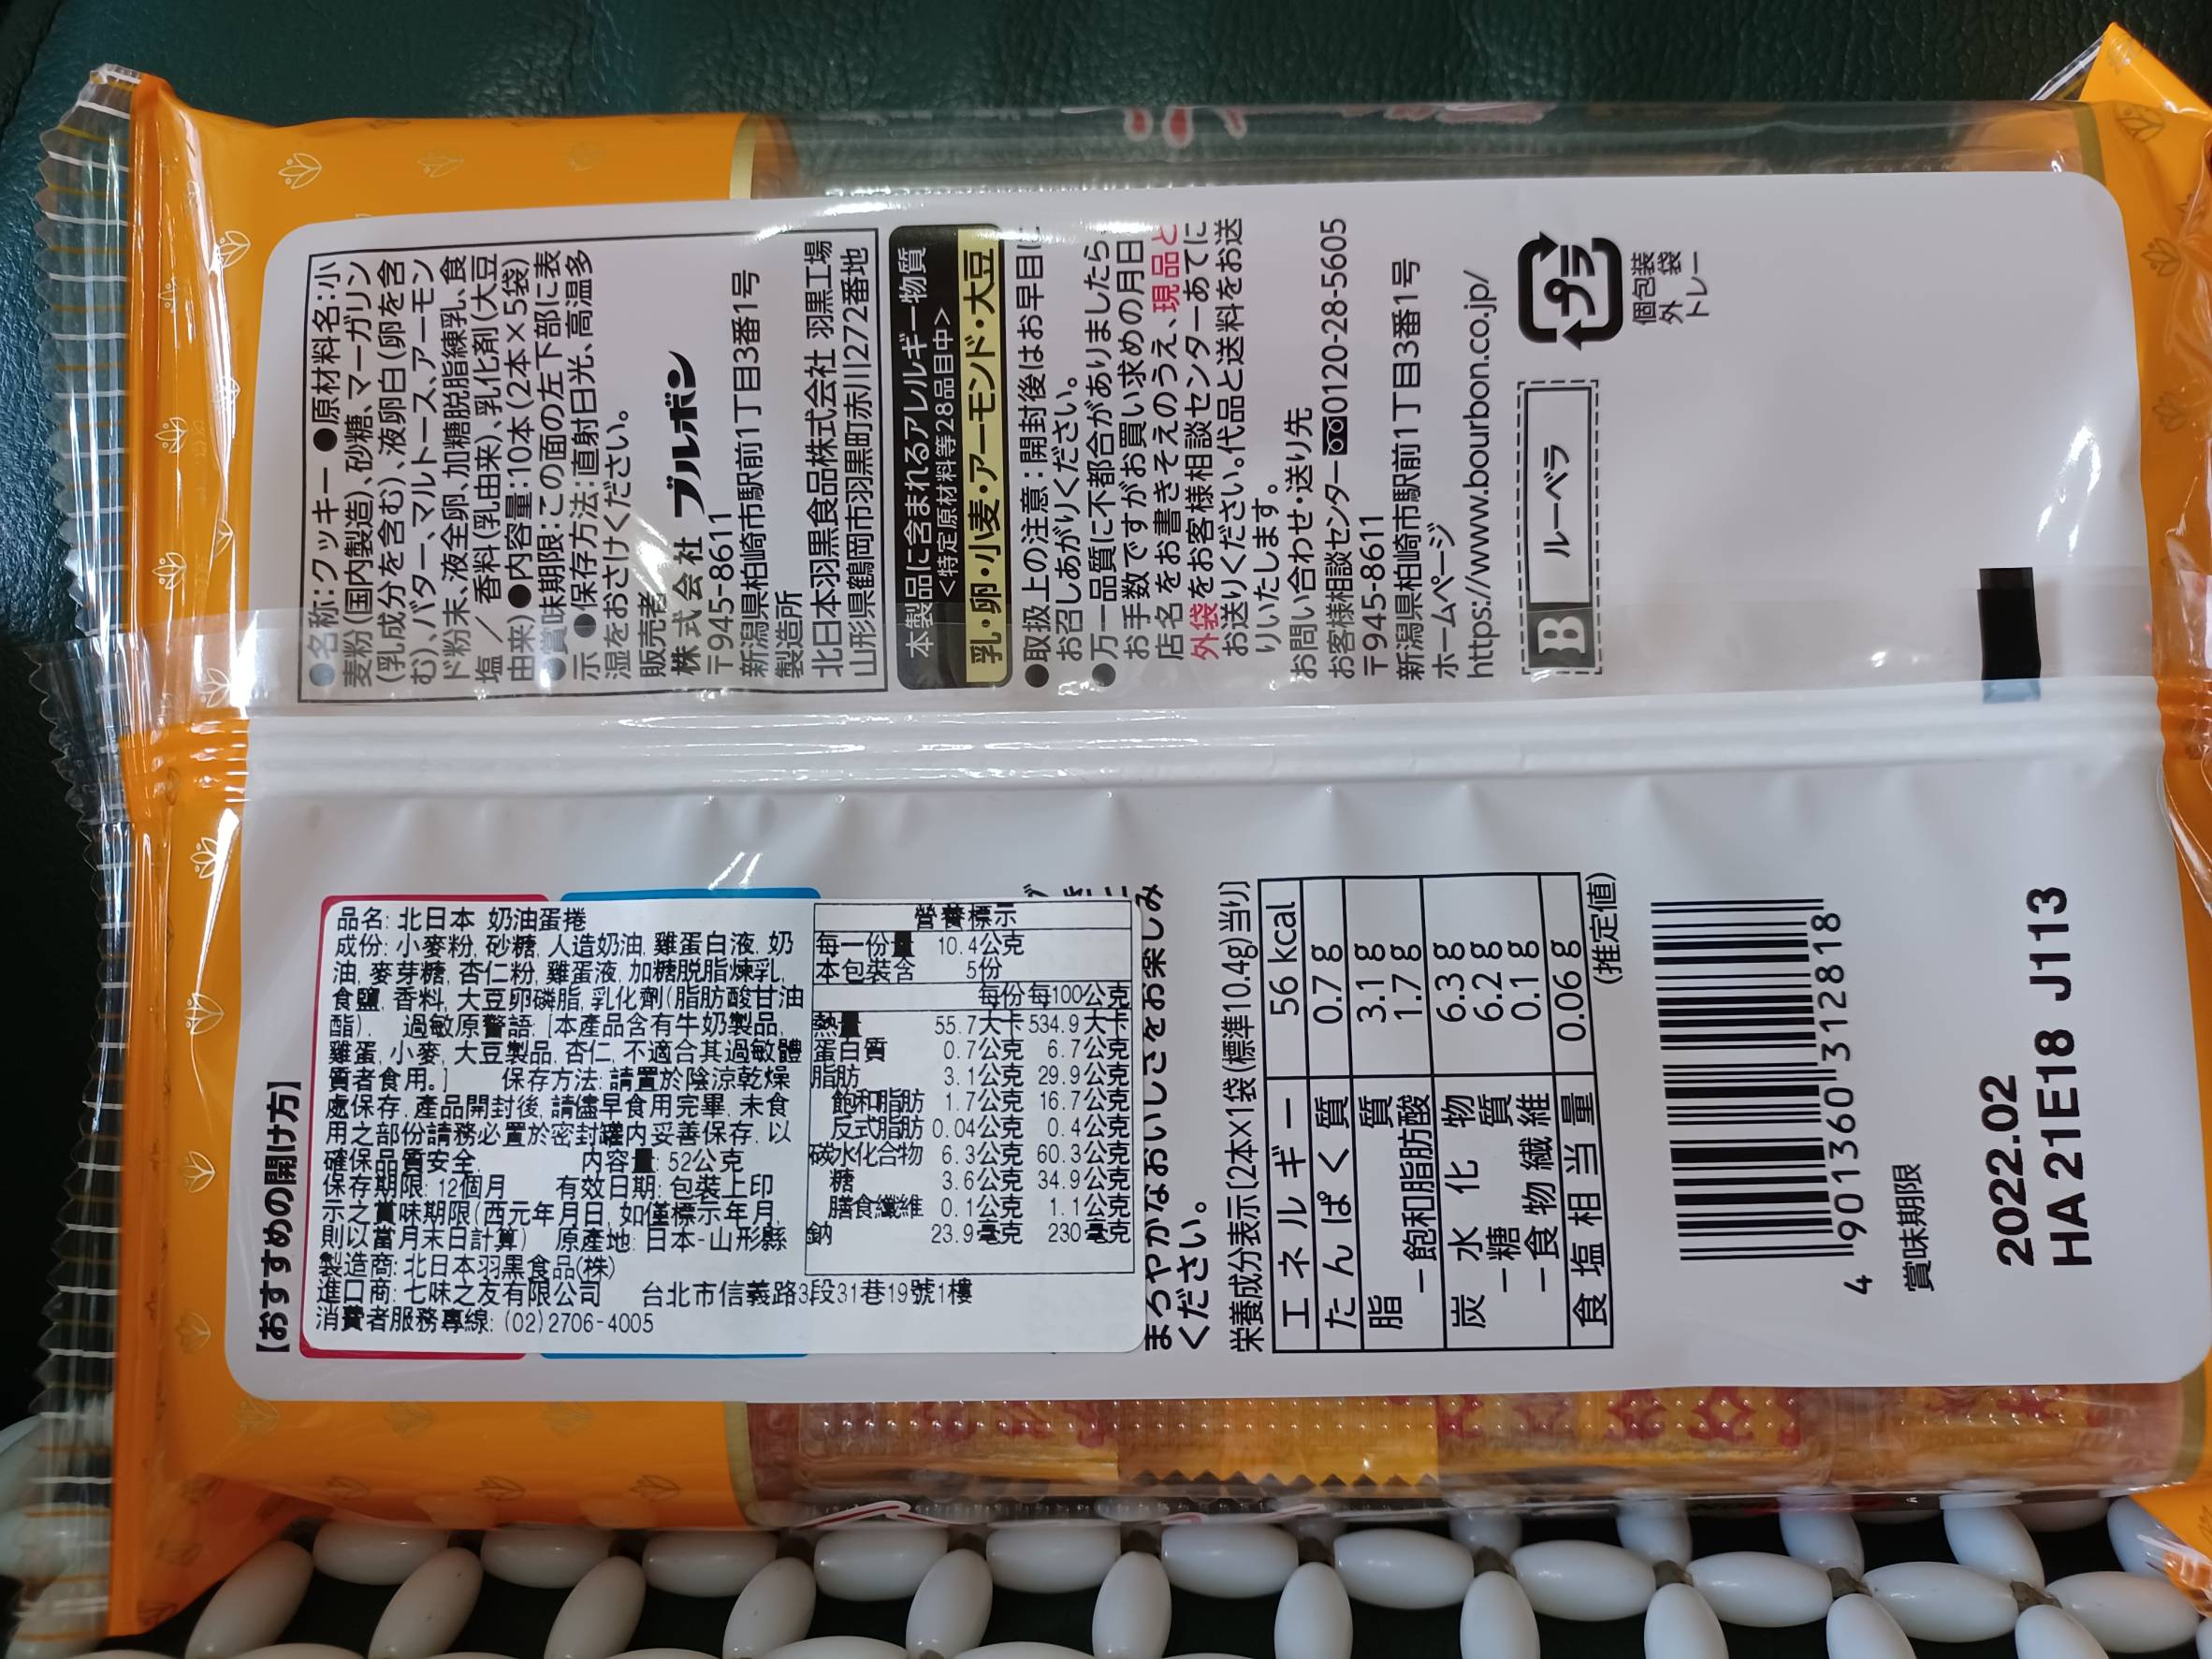 ●名称:クッキー ●原材料名:小
麦粉(国内製造)、砂糖、マーガリン
(乳成分を含む)、液卵白(卵を含
む)、バター、マルトース、アーモン
ド粉末、液全卵、加糖脱脂練乳、食
塩 / 香料(乳由来)、乳化剤(大豆
由来) ●内容量:10本(2本×5袋)
●賞味期限:この面の左下部に表
示 ●保存方法:直射日光、高温多
湿をおさけください。
販売者
株式会社 ブルボン
〒945-8611
新潟県柏崎市駅前1丁目3番1号
製造所
北日本羽黒食品株式会社 羽黒工場
山形県鶴岡市羽黒町赤川272番地
本製品に含まれるアレルギー物質
<特定原材料等28品目中>
乳・卵・小麦・アーモンド・大豆
●取扱上の注意:開封後はお早目に
お召しあがりください。
●万一品質に不都合がありましたら、
お手数ですがお買い求めの月日・
店名をお書きそえのうえ、現品と
外袋をお客様相談センターあてに
お送りください。代品と送料をお送
りいたします。
お問い合わせ・送り先
お客様相談センター 0120-28-5605
〒945-8611
新潟県柏崎市駅前1丁目3番1号
ホームページ
https://www.bourbon.co.jp/
B ルーベラ
プラ
個包装
外 袋
トレー
【おすすめの開け方】
品名: 北日本 奶油蛋捲
成份: 小麥粉, 砂糖, 人造奶油, 雞蛋白液, 奶
油, 麥芽糖, 杏仁粉, 雞蛋液, 加糖脱脂煉乳,
食鹽, 香料, 大豆卵磷脂, 乳化劑(脂肪酸甘油
酯). 過敏原警語: [本產品含有牛奶製品,
雞蛋, 小麥, 大豆製品, 杏仁, 不適合其過敏體
質者食用。] 保存方法: 請置於陰涼乾燥
處保存, 產品開封後, 請儘早食用完畢, 未食
用之部份請務必置於密封罐内妥善保存, 以
確保品質安全. 内容量: 52公克
保存期限: 12個月 有效日期: 包裝上印
示之賞味期限(西元年月日, 如僅標示年月,
則以當月末日計算) 原產地: 日本-山形縣
製造商: 北日本羽黒食品(株)
進口商: 七味之友有限公司 台北市信義路3段31巷19號1樓
消費者服務專線: (02)2706-4005
營養標示
每一份量 10.4公克
本包裝含 5份
每份 每100公克
熱量 55.7大卡 534.9大卡
蛋白質 0.7公克 6.7公克
脂肪 3.1公克 29.9公克
飽和脂肪 1.7公克 16.7公克
反式脂肪 0.04公克 0.4公克
碳水化合物 6.3公克 60.3公克
糖 3.6公克 34.9公克
膳食纖維 0.1公克 1.1公克
鈉 23.9毫克 230毫克
まろやかなおいしさをお楽しみ
ください。
栄養成分表示[2本×1袋(標準10.4g)当り]
エネルギー 56 kcal
たんぱく質 0.7 g
脂質 3.1 g
-飽和脂肪酸 1.7 g
炭水化物 6.3 g
-糖質 6.2 g
-食物繊維 0.1 g
食塩相当量 0.06 g
(推定値)
4 901360 312818
賞味期限
2022.02
HA 21E18 J113